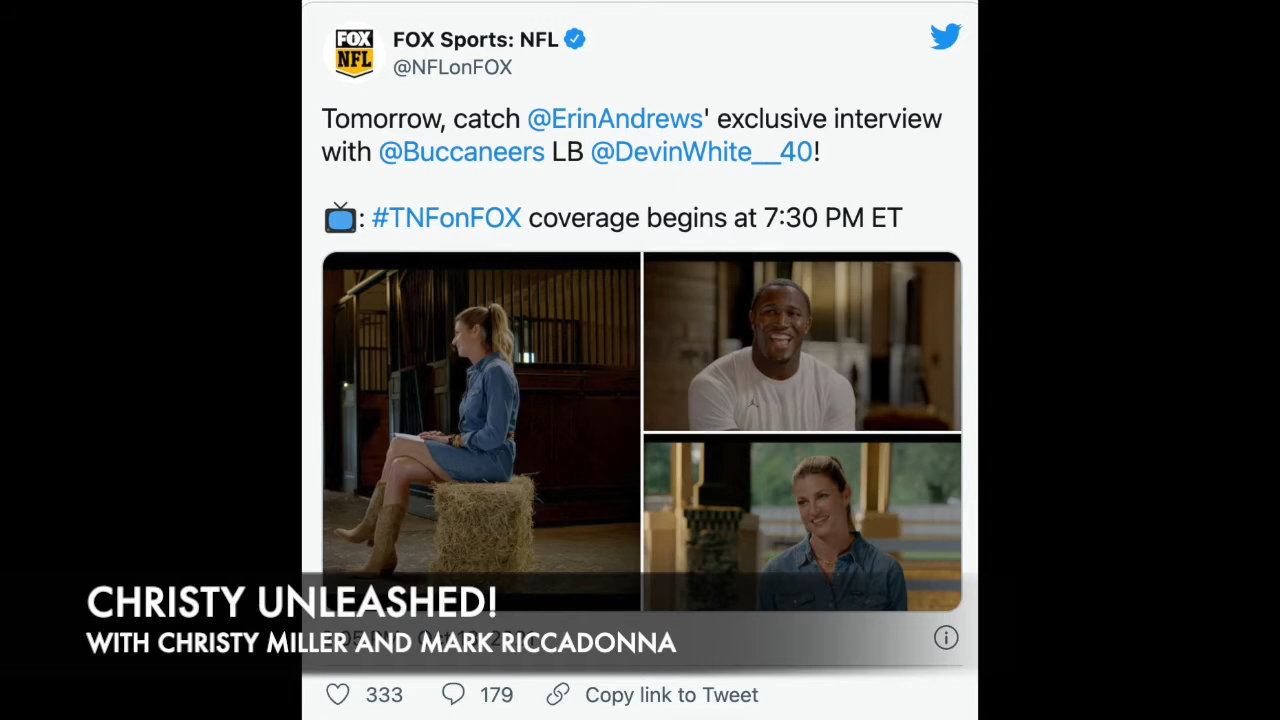 FOX
NFL
FOX Sports: NFL
@NFLonFOX
Tomorrow, catch @ErinAndrews' exclusive interview
with @Buccaneers LB @DevinWhite__40!
: #TNFonFOX coverage begins at 7:30 PM ET
CHRISTY UNLEASHED!
WITH CHRISTY MILLER AND MARK RICCADONNA
333
179
Copy link to Tweet